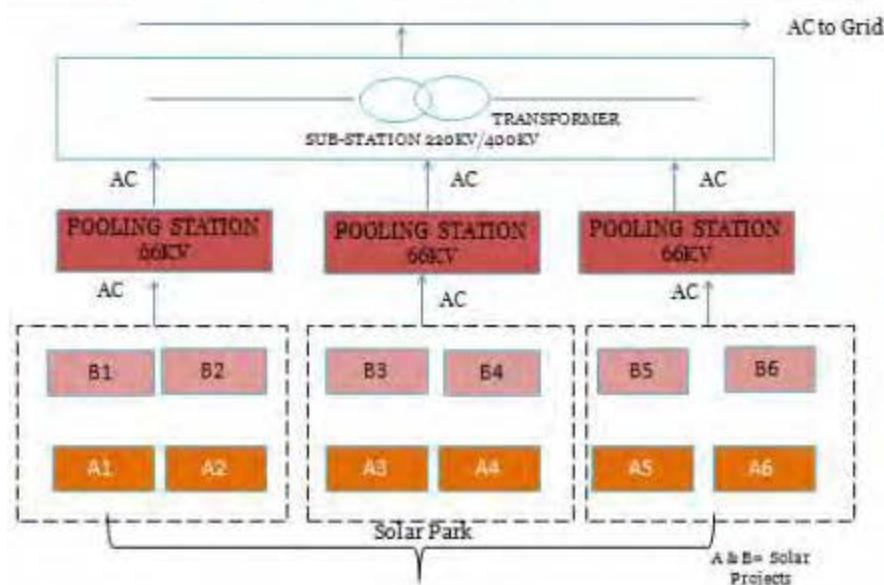 AC to Grid
TRANSFORMER
SUB-STATION 220KV/400KV
AC
AC
AC
POOLING STATION
66KV
POOLING STATION
66KV
POOLING STATION
66KV
AC
AC
AC
B1
B2
B3
B4
B5
B6
A1
A2
A3
A4
A5
A6
Solar Park
A & B= Solar
Projects